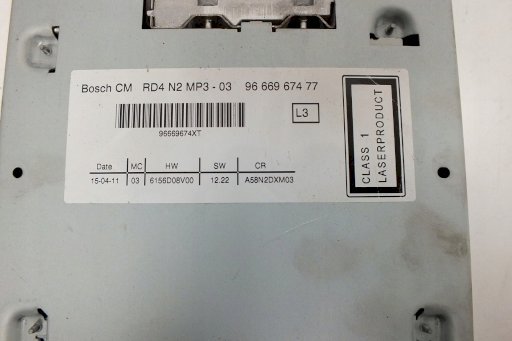 Bosch CM RD4 N2 MP3 - 03 96 669 674 77
L3
96669674XT
CLASS 1
LASERPRODUCT
Date MC HW SW CR
15-04-11 03 6156D08V00 12.22 A58N2DXM03